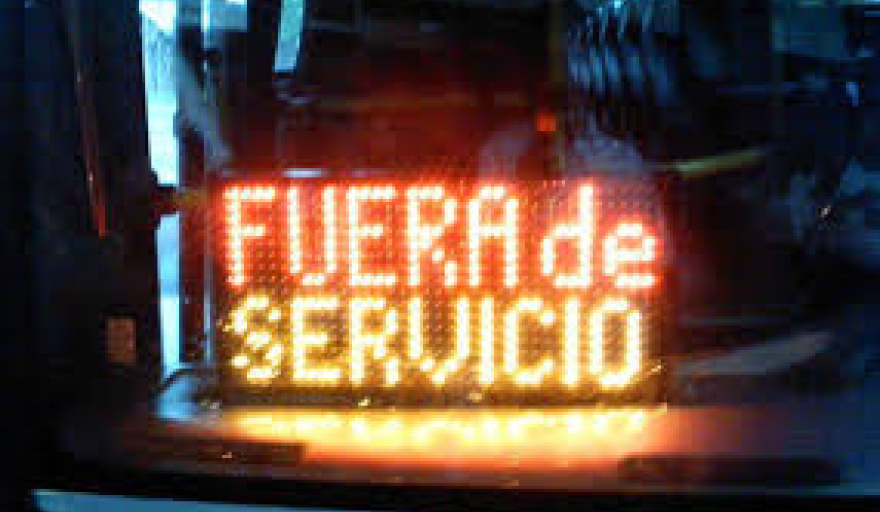 FUERA de
SERVICIO